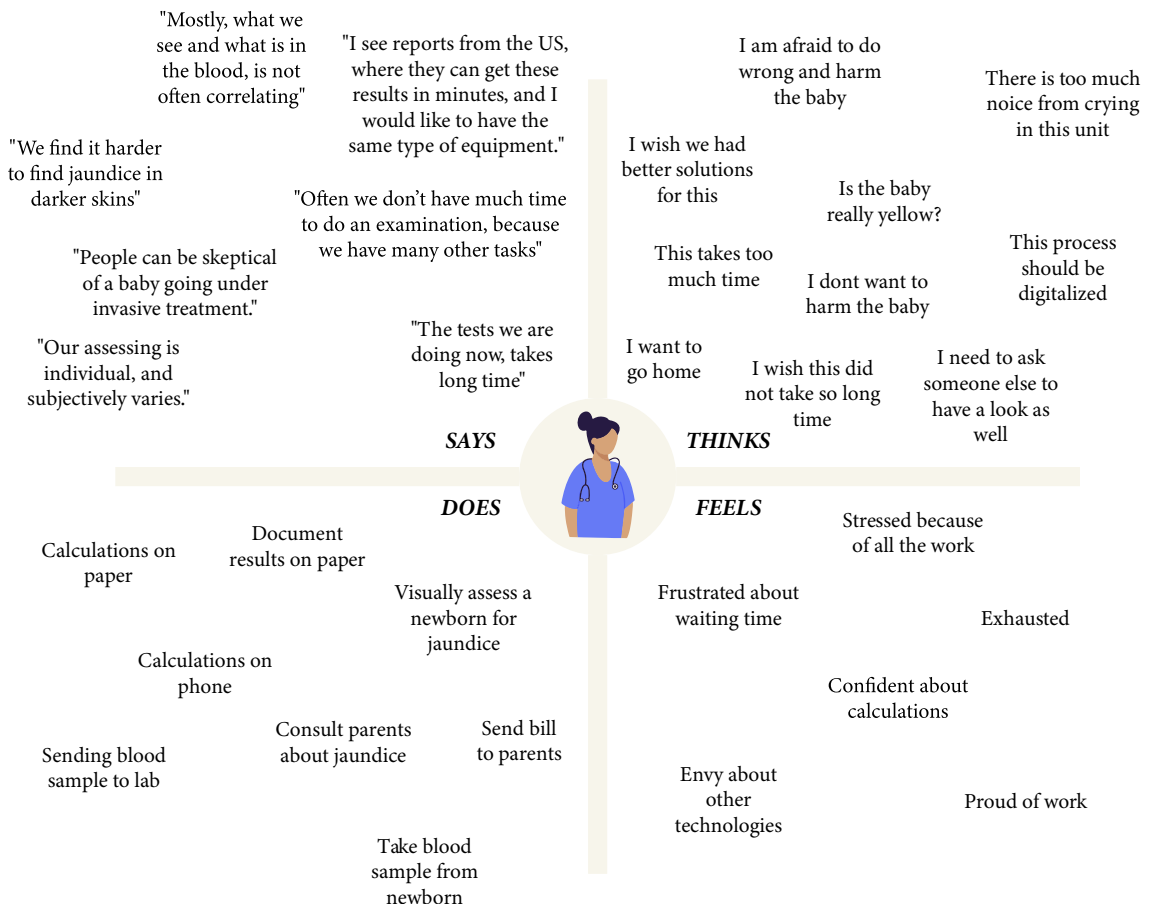 "Mostly, what we
see and what is in
the blood, is not
often correlating"
"I see reports from the US,
where they can get these
results in minutes, and I
would like to have the
same type of equipment."
"We find it harder
to find jaundice in
darker skins"
"Often we don’t have much time
to do an examination, because
we have many other tasks"
"People can be skeptical
of a baby going under
invasive treatment."
"The tests we are
doing now, takes
long time"
"Our assessing is
individual, and
subjectively varies."
SAYS
I am afraid to do
wrong and harm
the baby
There is too much
noice from crying
in this unit
I wish we had
better solutions
for this
Is the baby
really yellow?
This takes too
much time
I dont want to
harm the baby
This process
should be
digitalized
I want to
go home
I wish this did
not take so long
time
I need to ask
someone else to
have a look as
well
THINKS
DOES
Calculations on
paper
Document
results on paper
Visually assess a
newborn for
jaundice
Calculations on
phone
Consult parents
about jaundice
Send bill
to parents
Sending blood
sample to lab
Take blood
sample from
newborn
FEELS
Stressed because
of all the work
Frustrated about
waiting time
Exhausted
Confident about
calculations
Envy about
other
technologies
Proud of work